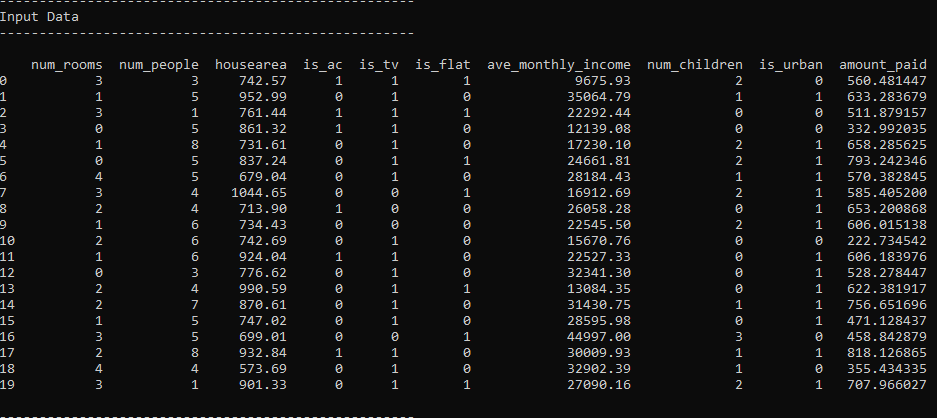 ----------------------------------------------------
Input Data
----------------------------------------------------
num_rooms num_people housearea is_ac is_tv is_flat ave_monthly_income num_children is_urban amount_paid
0 3 3 742.57 1 1 1 9675.93 2 0 560.481447
1 1 5 952.99 0 1 0 35064.79 1 1 633.283679
2 3 1 761.44 1 1 1 22292.44 0 0 511.879157
3 0 5 861.32 1 1 0 12139.08 0 0 332.992035
4 1 8 731.61 0 1 0 17230.10 2 1 658.285625
5 0 5 837.24 0 1 1 24661.81 2 1 793.242346
6 4 5 679.04 0 1 0 28184.43 1 1 570.382845
7 3 4 1044.65 0 0 1 16912.69 2 1 585.405200
8 2 4 713.90 1 0 0 26058.28 0 1 653.200868
9 1 6 734.43 0 0 0 22545.50 2 1 606.015138
10 2 6 742.69 0 1 0 15670.76 0 0 222.734542
11 1 6 924.04 1 1 0 22527.33 0 1 606.183976
12 0 3 776.62 0 1 0 32341.30 0 1 528.278447
13 2 4 990.59 0 1 1 13084.35 0 1 622.381917
14 2 7 870.61 0 1 0 31430.75 1 1 756.651696
15 1 5 747.02 0 1 0 28595.98 0 1 471.128437
16 3 5 699.01 0 0 1 44997.00 3 0 458.842879
17 2 8 932.84 1 1 0 30009.93 1 1 818.126865
18 4 4 573.69 0 1 0 32902.39 1 0 355.434335
19 3 1 901.33 0 1 1 27090.16 2 1 707.966027
----------------------------------------------------